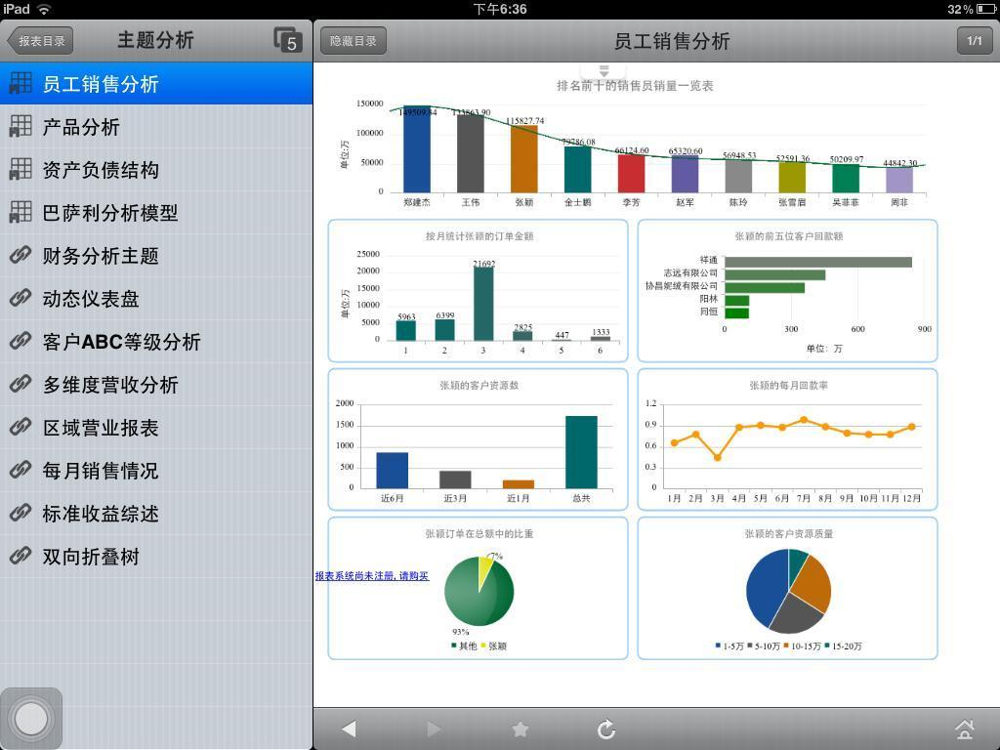 iPad 下午6:36 32%
报表目录 主题分析 5 隐藏目录 员工销售分析 1/1
员工销售分析
产品分析
资产负债结构
巴萨利分析模型
财务分析主题
动态仪表盘
客户ABC等级分析
多维度营收分析
区域营业报表
每月销售情况
标准收益综述
双向折叠树
排名前十的销售员销量一览表
单位:万
150000
100000
50000
0
149509.84 133863.90 115827.74 79786.08 66124.60 65320.60 56948.53 52591.36 50209.97 44842.30
郑建杰 王伟 张颖 金士鹏 李芳 赵军 陈玲 张雪眉 吴菲菲 周菲
按月统计张颖的订单金额
单位:万
25000
20000
15000
10000
5000
0
5963 6399 21692 2825 447 1333
1 2 3 4 5 6
张颖的前五位客户回款额
祥通
志远有限公司
协昌妮绒有限公司
阳林
同恒
0 300 600 900
单位：万
张颖的客户资源数
2000
1500
1000
500
0
近6月 近3月 近1月 总共
张颖的每月回款率
1.2
0.9
0.6
0.3
0
1月 2月 3月 4月 5月 6月 7月 8月 9月 10月 11月 12月
张颖订单在总额中的比重
7%
报表系统尚未注册, 请购买
93%
其他 张颖
张颖的客户资源质量
1-5万 5-10万 10-15万 15-20万